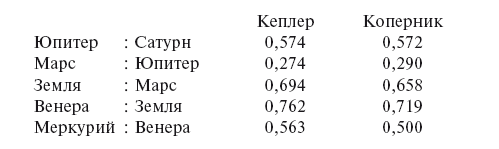 Кеплер Коперник
Юпитер : Сатурн 0,574 0,572
Марс : Юпитер 0,274 0,290
Земля : Марс 0,694 0,658
Венера : Земля 0,762 0,719
Меркурий : Венера 0,563 0,500